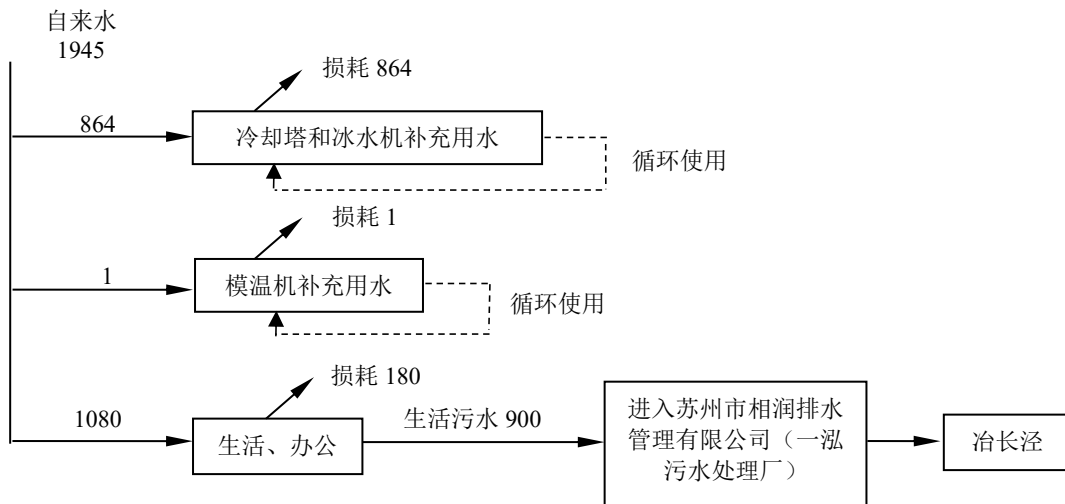 自来水
1945
损耗 864
864
冷却塔和冰水机补充用水
循环使用
损耗 1
1
模温机补充用水
循环使用
损耗 180
1080
生活、办公
生活污水 900
进入苏州市相润排水
管理有限公司（一泓
污水处理厂）
冶长泾